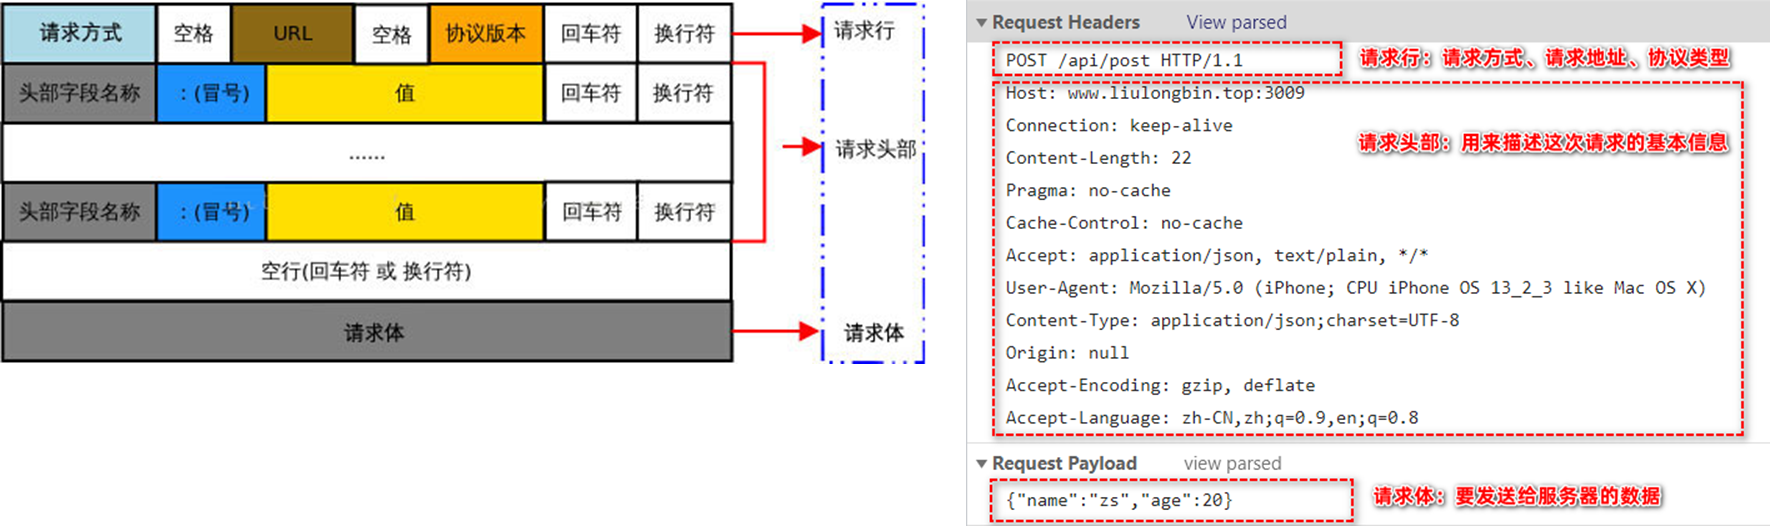 请求方式 空格 URL 空格 协议版本 回车符 换行符 请求行
头部字段名称 :(冒号) 值 回车符 换行符
...... 请求头部
头部字段名称 :(冒号) 值 回车符 换行符
空行(回车符 或 换行符)
请求体 请求体
Request Headers View parsed
POST /api/post HTTP/1.1 请求行：请求方式、请求地址、协议类型
Host: www.liulongbin.top:3009
Connection: keep-alive
请求头部：用来描述这次请求的基本信息
Content-Length: 22
Pragma: no-cache
Cache-Control: no-cache
Accept: application/json, text/plain, */*
User-Agent: Mozilla/5.0 (iPhone; CPU iPhone OS 13_2_3 like Mac OS X)
Content-Type: application/json;charset=UTF-8
Origin: null
Accept-Encoding: gzip, deflate
Accept-Language: zh-CN,zh;q=0.9,en;q=0.8
Request Payload view parsed
{"name":"zs","age":20} 请求体：要发送给服务器的数据